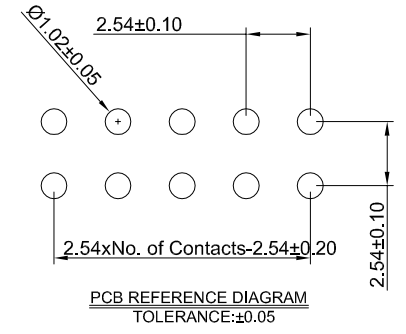 2.54±0.10
Ø1.02±0.05
2.54xNo. of Contacts-2.54±0.20
2.54±0.10
PCB REFERENCE DIAGRAM
TOLERANCE:±0.05